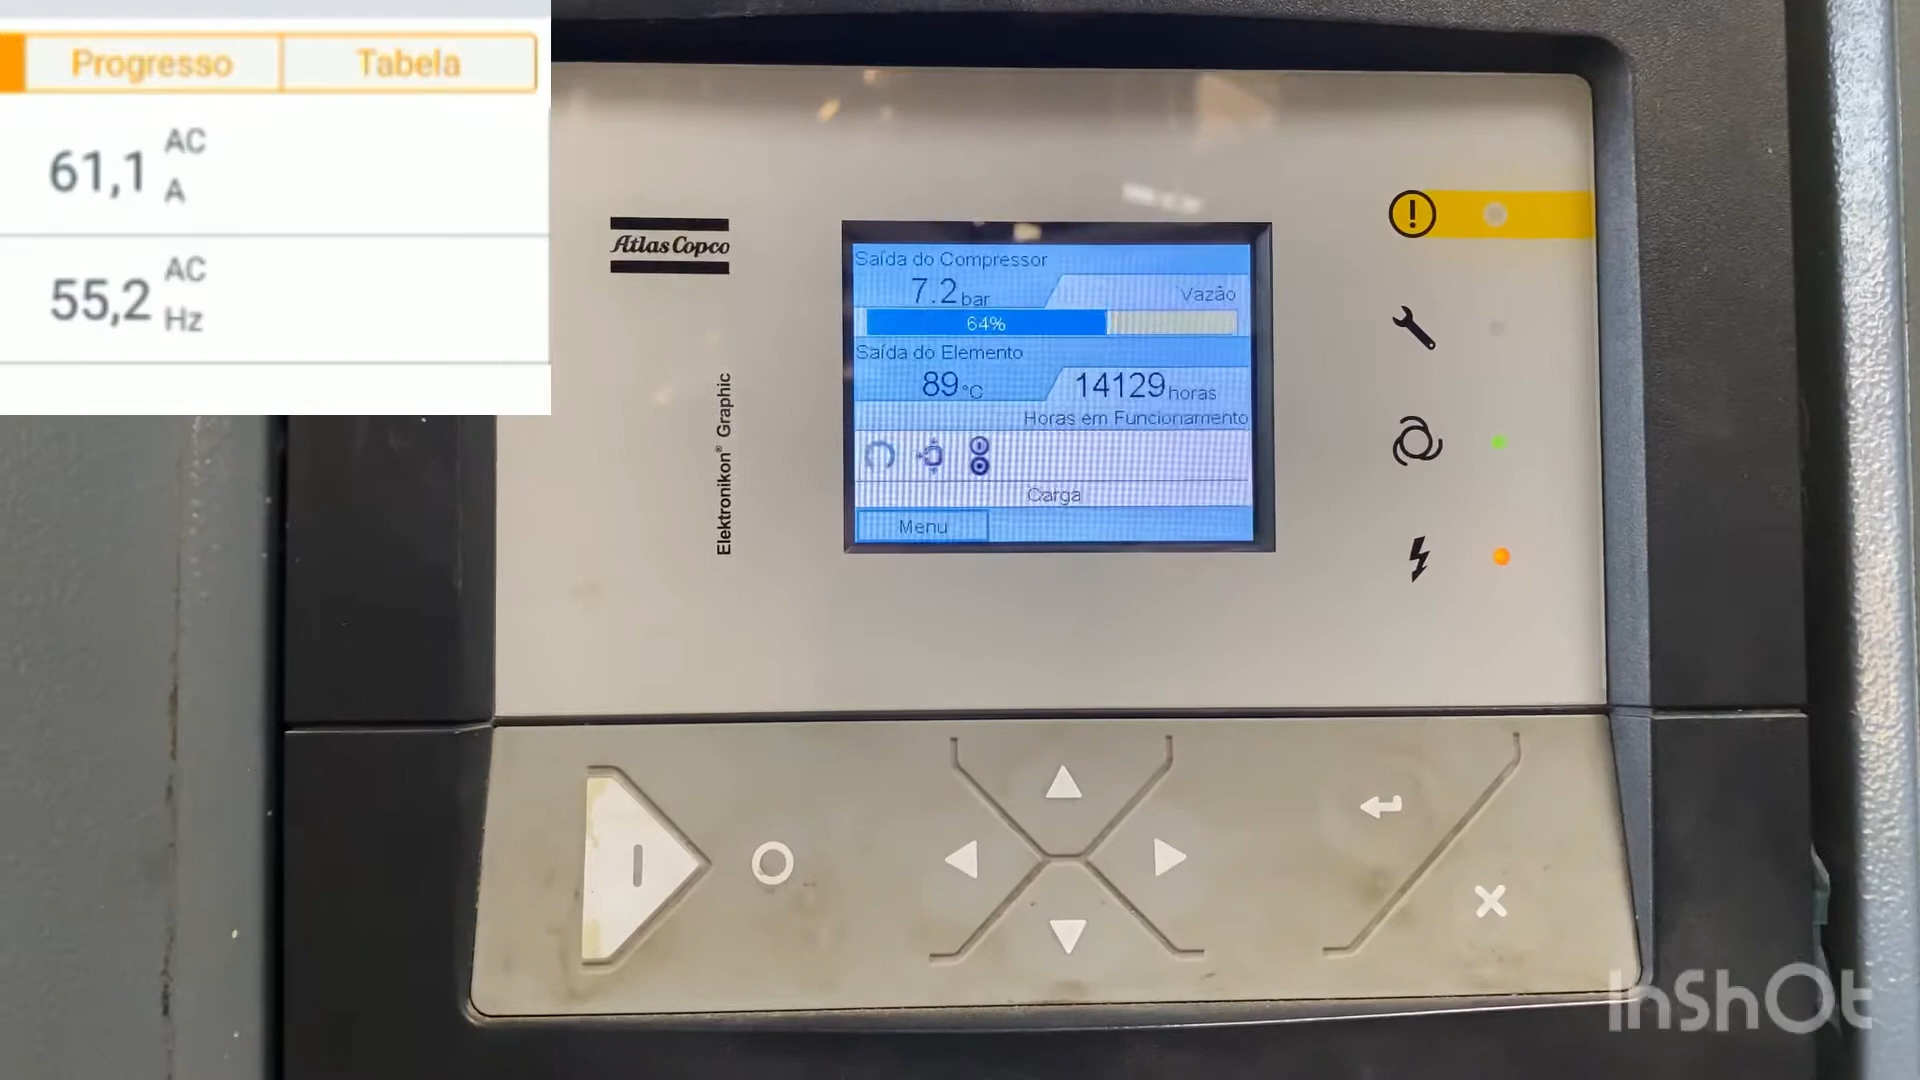 Progresso
Tabela
61,1 AC A
55,2 AC Hz
Atlas Copco
Elektronikon® Graphic
Saída do Compressor
7.2 bar
Vazão
64%
Saída do Elemento
89 °C
14129 horas
Horas em Funcionamento
Carga
Menu
InShOt